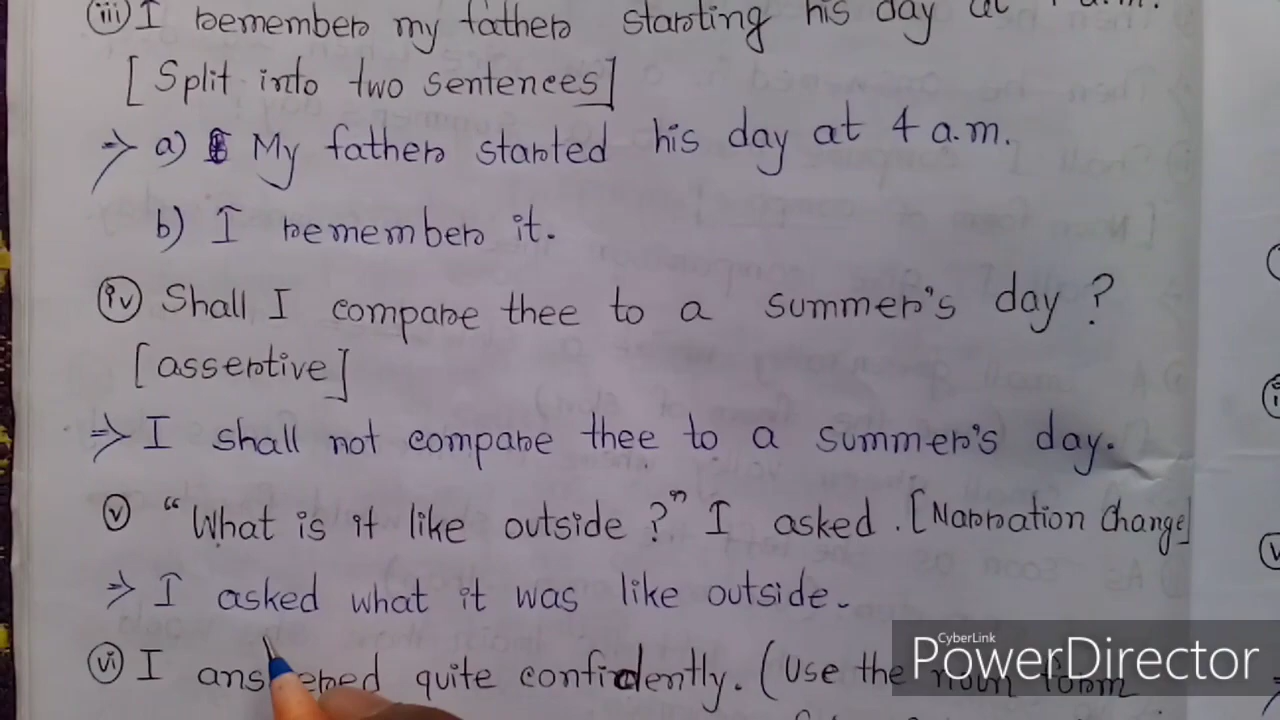 (iii) I remember my father starting his day at 4 a.m.
[Split into two sentences]
⇒ a) My father started his day at 4 a.m.
b) I remember it.
(iv) Shall I compare thee to a summer's day?
[assertive]
⇒ I shall not compare thee to a summer's day.
(v) "What is it like outside?" I asked. [Narration Change]
⇒ I asked what it was like outside.
(vi) I answered quite confidently. (Use the noun form
CyberLink
PowerDirector